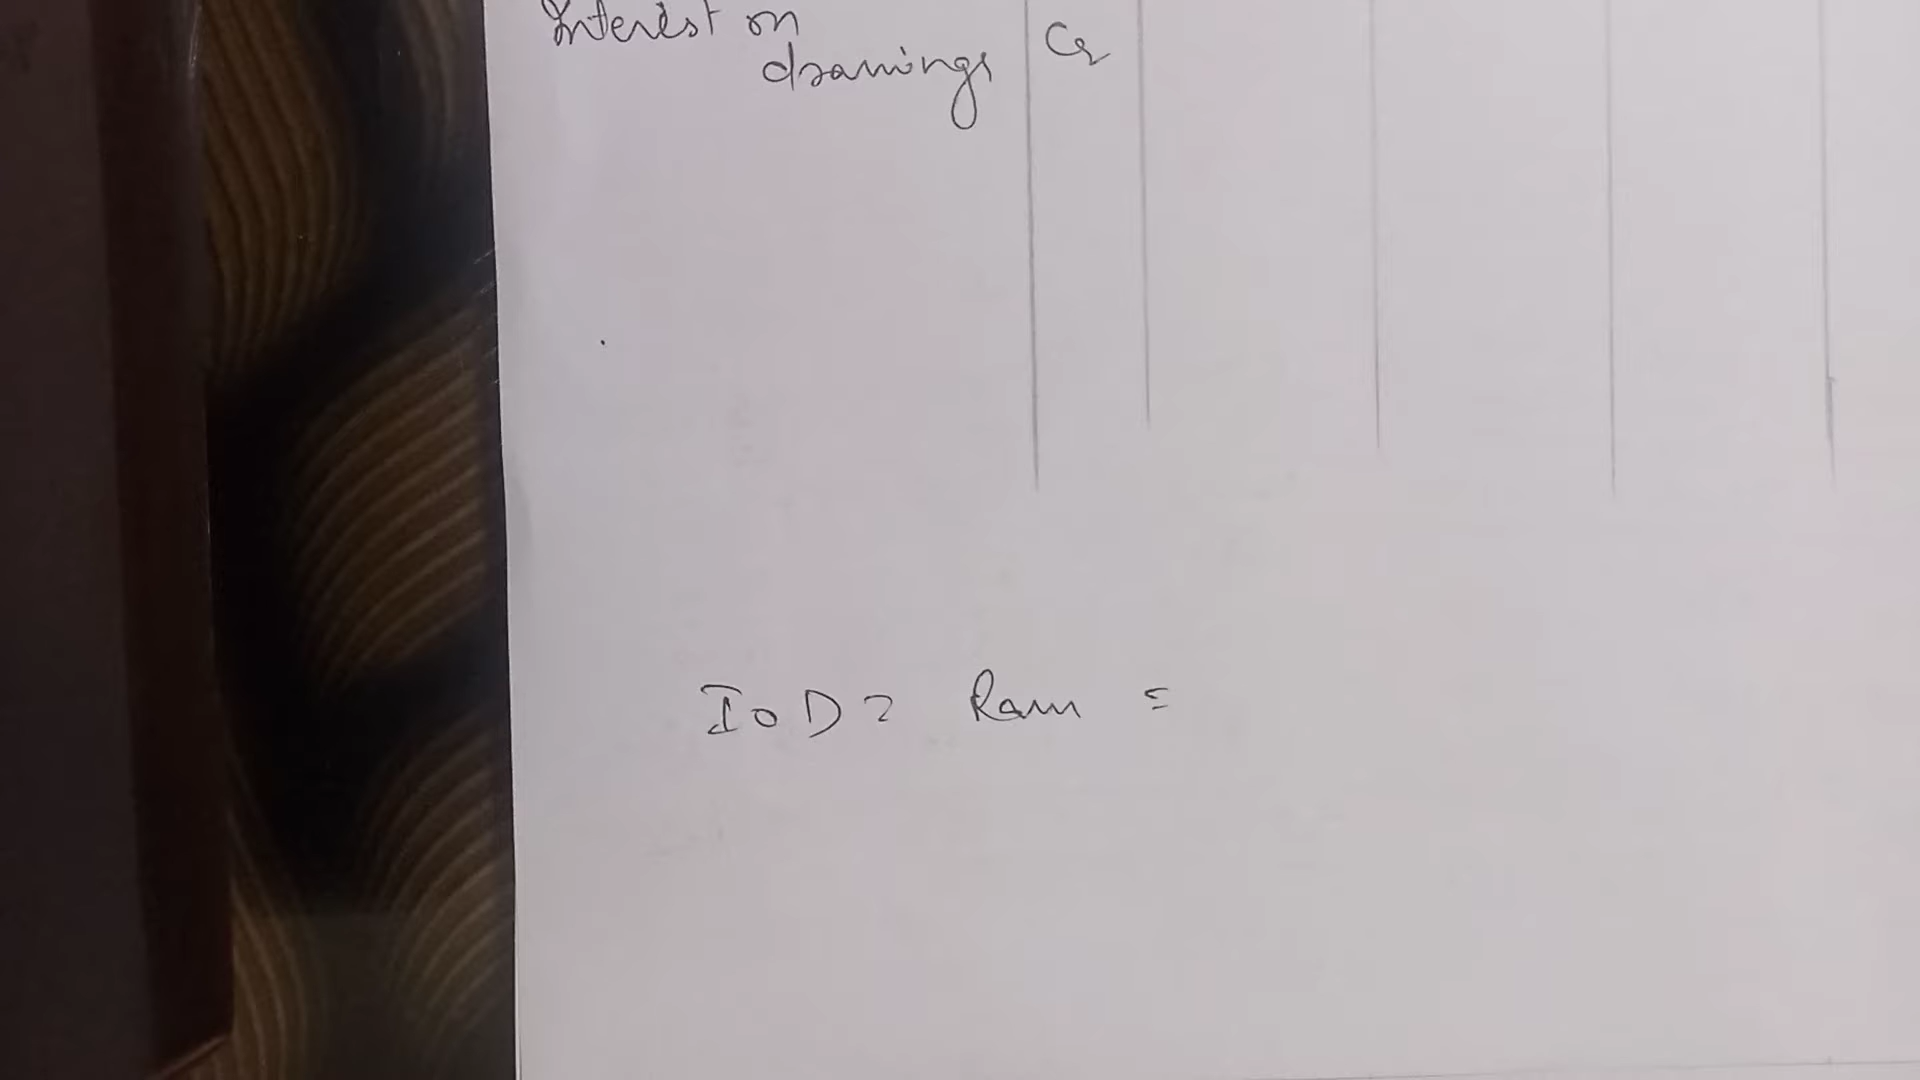 Interest on
drawings Cr
IOD = Ram =